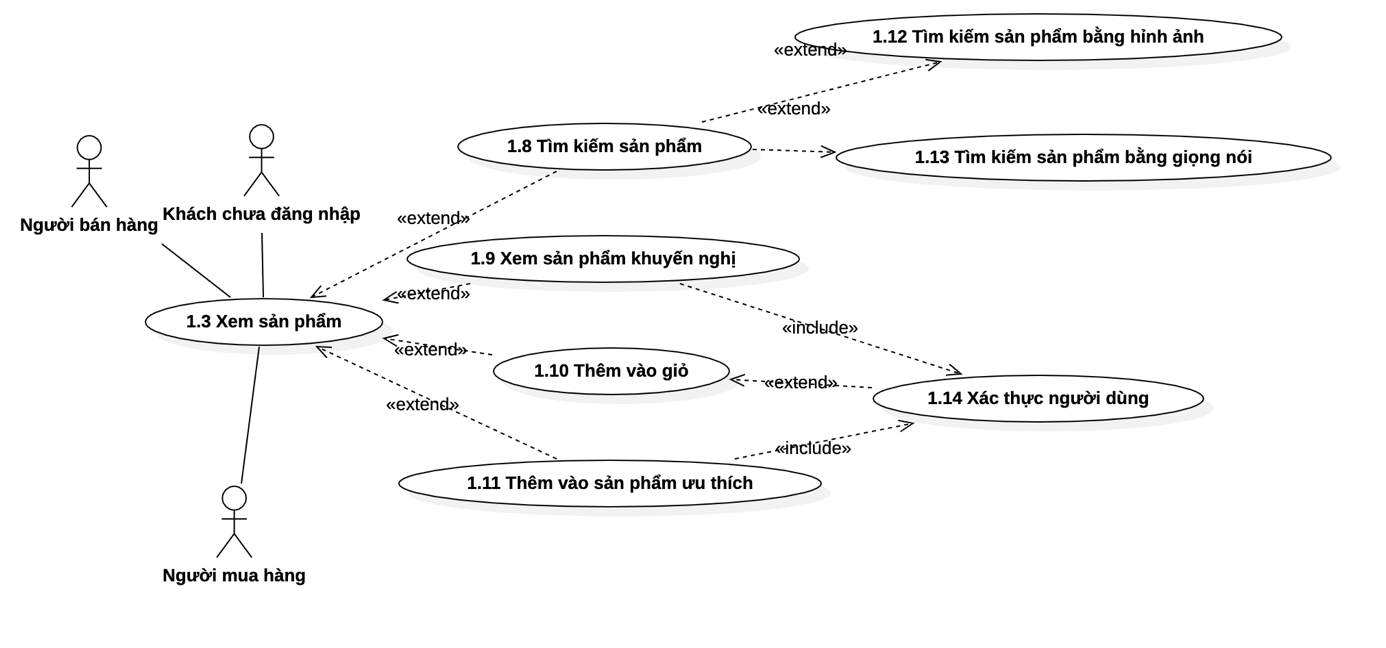 1.12 Tìm kiếm sản phẩm bằng hình ảnh
«extend»
«extend»
1.8 Tìm kiếm sản phẩm
1.13 Tìm kiếm sản phẩm bằng giọng nói
Khách chưa đăng nhập
Người bán hàng
«extend»
1.9 Xem sản phẩm khuyến nghị
«extend»
1.3 Xem sản phẩm
«include»
«extend»
1.10 Thêm vào giỏ
«extend»
1.14 Xác thực người dùng
«extend»
«include»
1.11 Thêm vào sản phẩm ưu thích
Người mua hàng